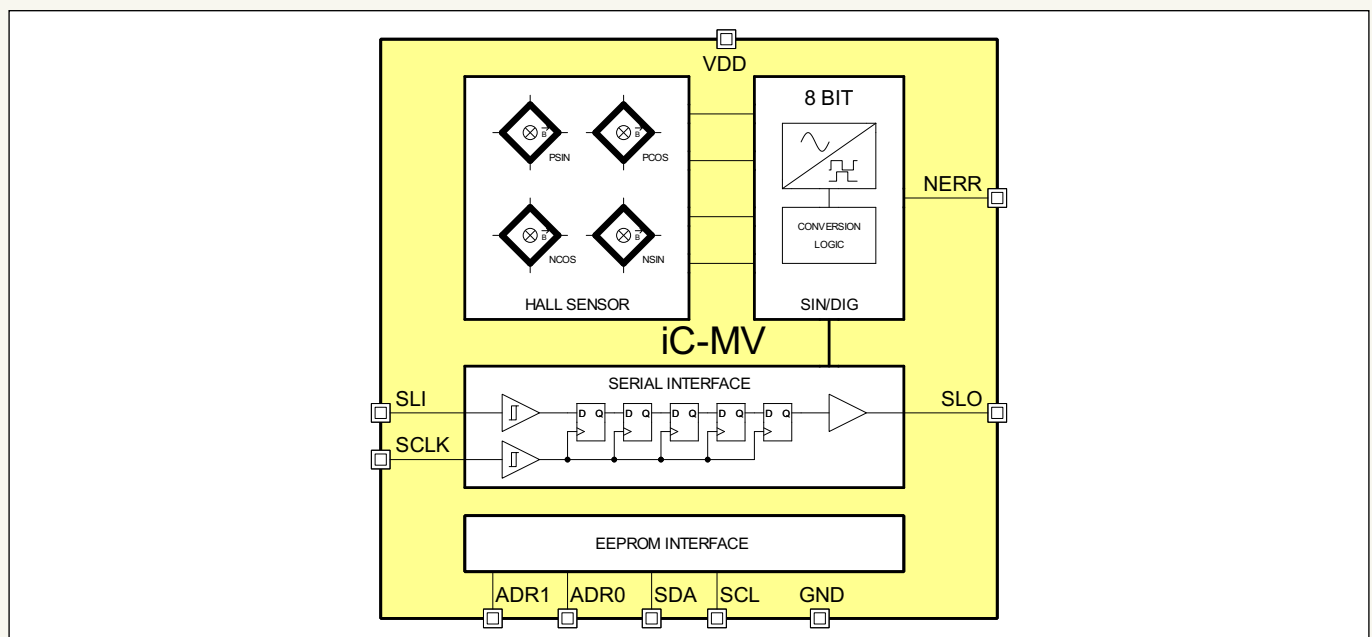 VDD
8 BIT
B PSIN
B PCOS
B NCOS
B NSIN
HALL SENSOR
CONVERSION
LOGIC
SIN/DIG
NERR
iC-MV
SERIAL INTERFACE
SLI
SCLK
D Q D Q D Q D Q D Q
SLO
EEPROM INTERFACE
ADR1 ADR0 SDA SCL GND